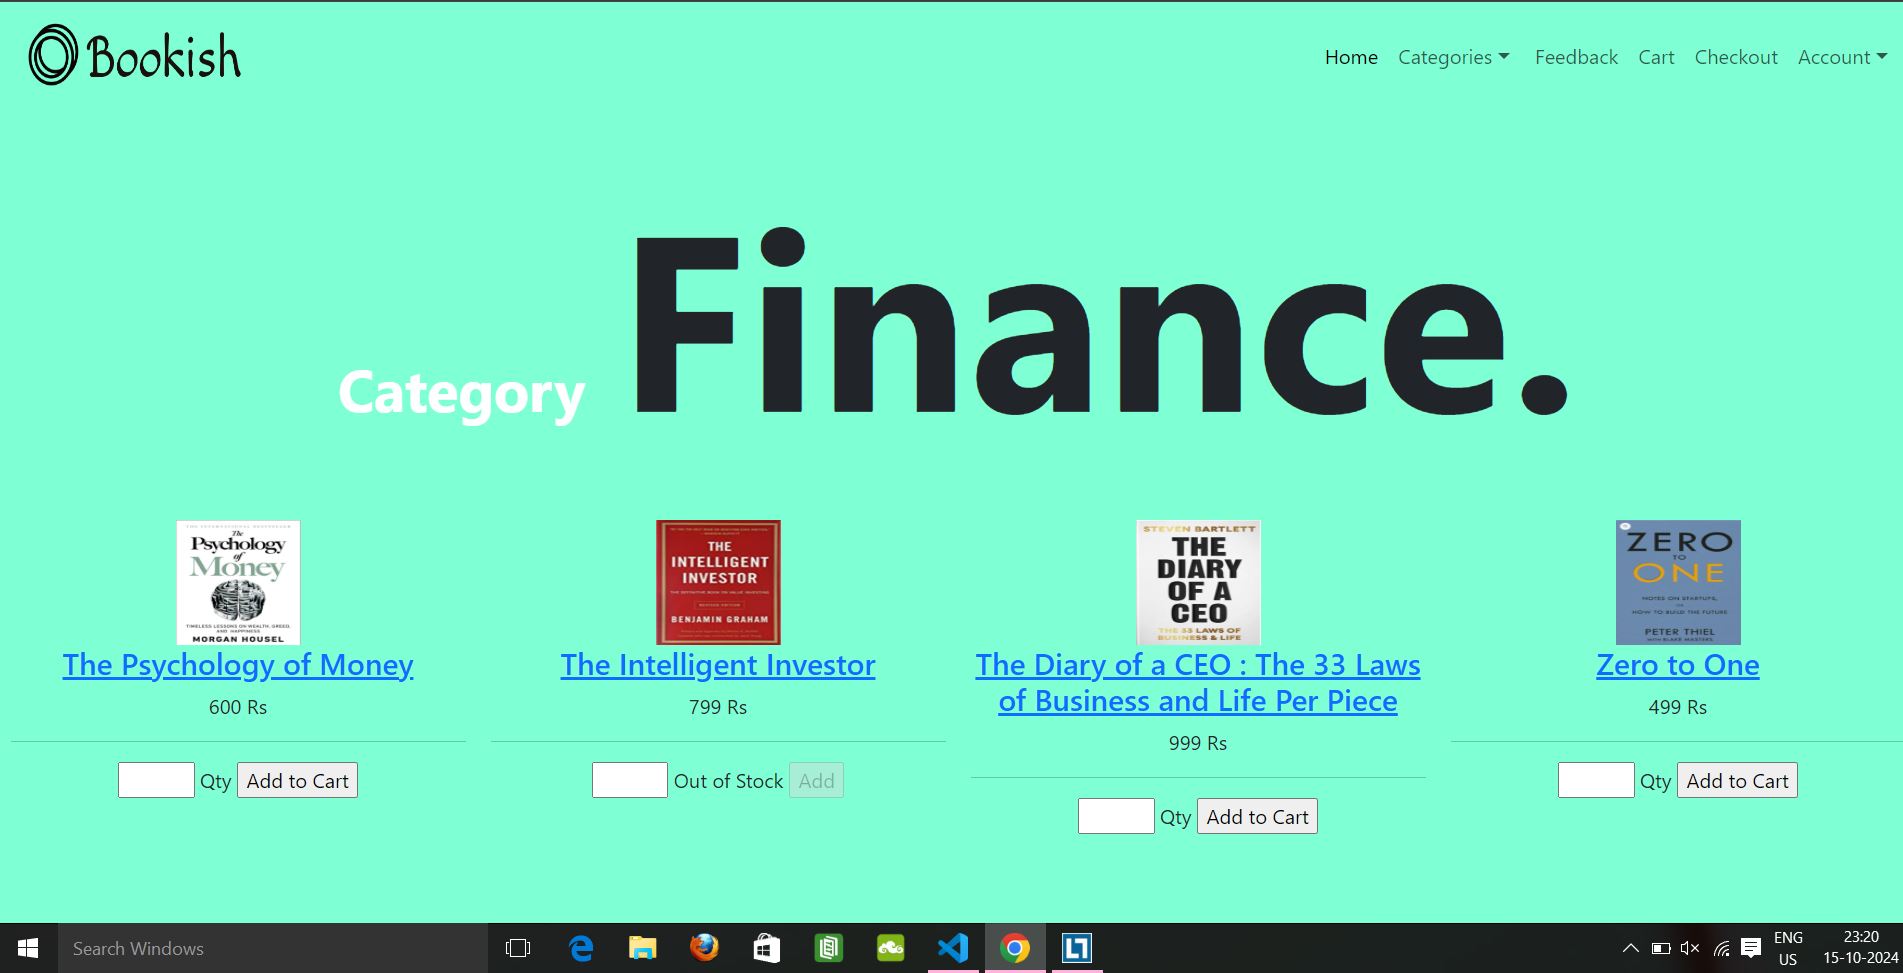 Bookish
Home Categories Feedback Cart Checkout Account
Category Finance.
THE INTERNATIONAL BESTSELLER
The
Psychology
of
Money
TIMELESS LESSONS ON WEALTH, GREED,
AND HAPPINESS
MORGAN HOUSEL
The Psychology of Money
600 Rs
Qty Add to Cart
THE
INTELLIGENT
INVESTOR
THE DEFINITIVE BOOK ON VALUE INVESTING
REVISED EDITION
BENJAMIN GRAHAM
The Intelligent Investor
799 Rs
Out of Stock Add
STEVEN BARTLETT
THE
DIARY
OF A
CEO
THE 33 LAWS OF
BUSINESS & LIFE
The Diary of a CEO : The 33 Laws
of Business and Life Per Piece
999 Rs
Qty Add to Cart
ZERO
TO
ONE
NOTES ON STARTUPS,
OR
HOW TO BUILD THE FUTURE
PETER THIEL
WITH BLAKE MASTERS
Zero to One
499 Rs
Qty Add to Cart
Search Windows
ENG
US
23:20
15-10-2024